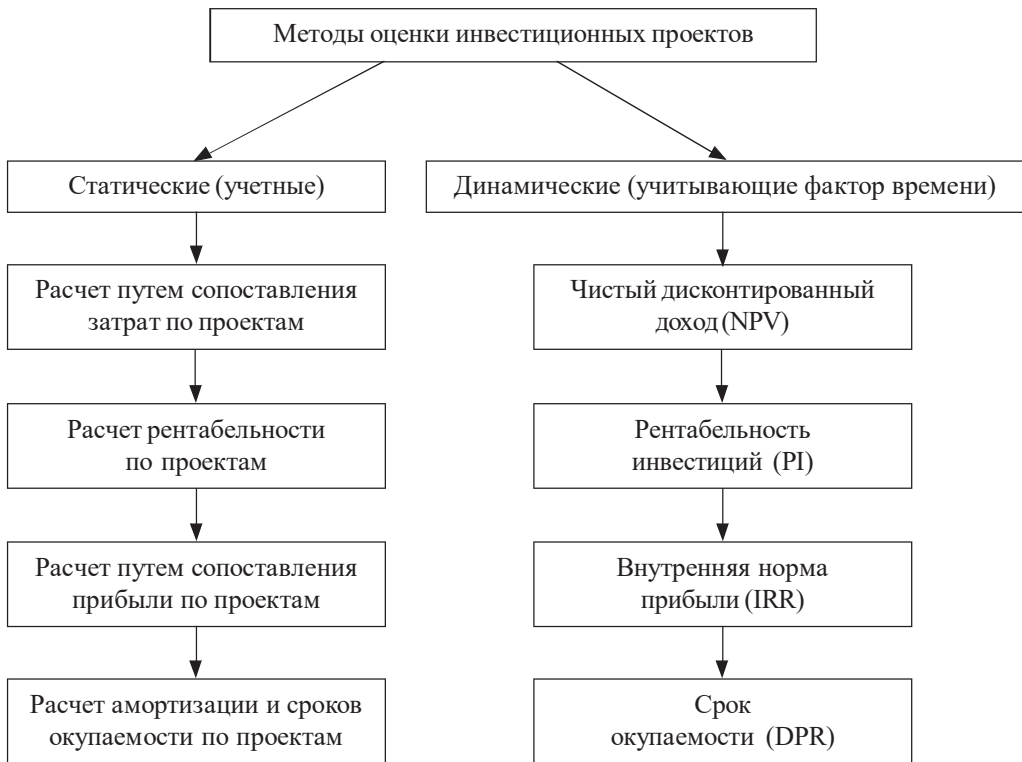 Методы оценки инвестиционных проектов
Статические (учетные)
Динамические (учитывающие фактор времени)
Расчет путем сопоставления
затрат по проектам
Чистый дисконтированный
доход (NPV)
Расчет рентабельности
по проектам
Рентабельность
инвестиций (PI)
Расчет путем сопоставления
прибыли по проектам
Внутренняя норма
прибыли (IRR)
Расчет амортизации и сроков
окупаемости по проектам
Срок
окупаемости (DPR)